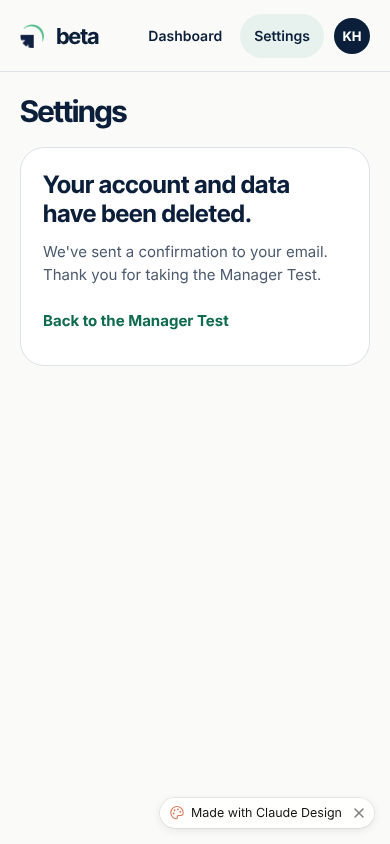 beta
Dashboard
Settings
KH
Settings
Your account and data
have been deleted.
We've sent a confirmation to your email.
Thank you for taking the Manager Test.
Back to the Manager Test
Made with Claude Design